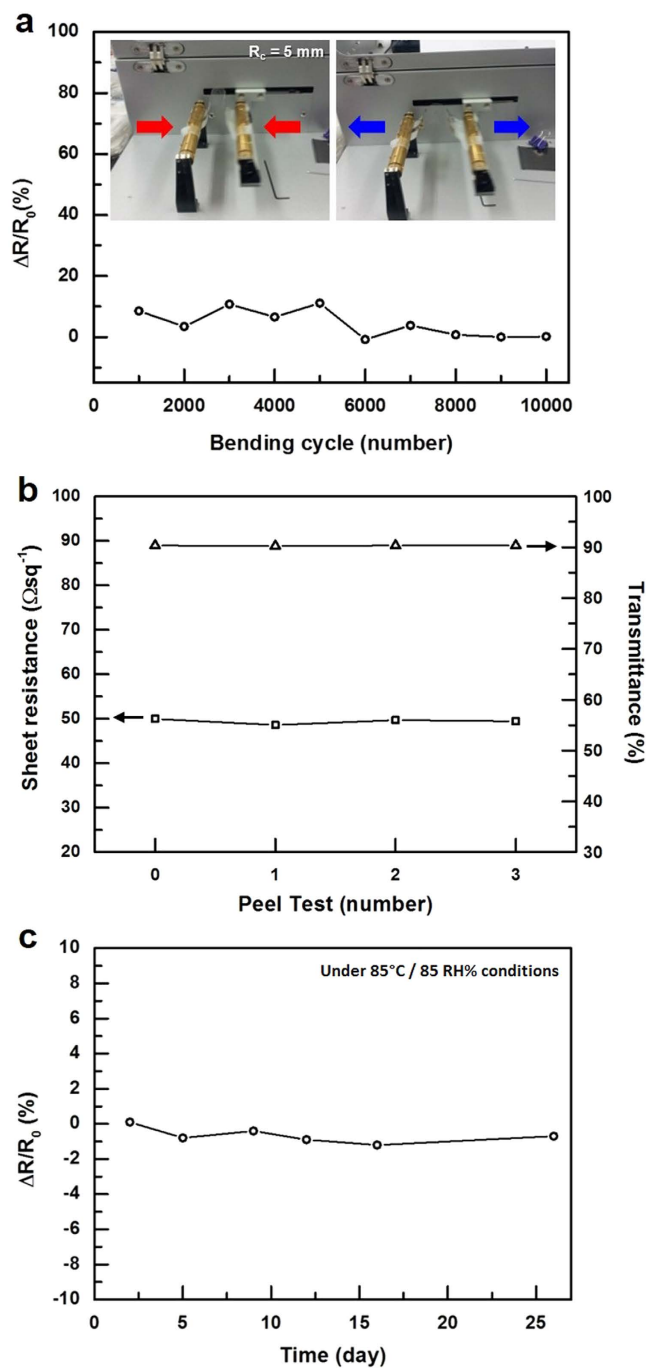 a
R_c = 5 mm
100
80
60
40
20
0
ΔR/R_0(%)
0 2000 4000 6000 8000 10000
Bending cycle (number)
b
100
90
80
70
60
50
40
30
20
Sheet resistance (Ωsq⁻¹)
100
90
80
70
60
50
40
30
Transmittance (%)
0 1 2 3
Peel Test (number)
c
Under 85°C / 85 RH% conditions
10
8
6
4
2
0
-2
-4
-6
-8
-10
ΔR/R_0 (%)
0 5 10 15 20 25
Time (day)